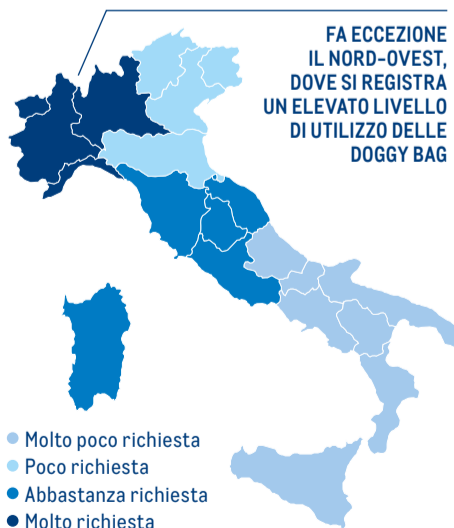 FA ECCEZIONE
IL NORD-OVEST,
DOVE SI REGISTRA
UN ELEVATO LIVELLO
DI UTILIZZO DELLE
DOGGY BAG
Molto poco richiesta
Poco richiesta
Abbastanza richiesta
Molto richiesta